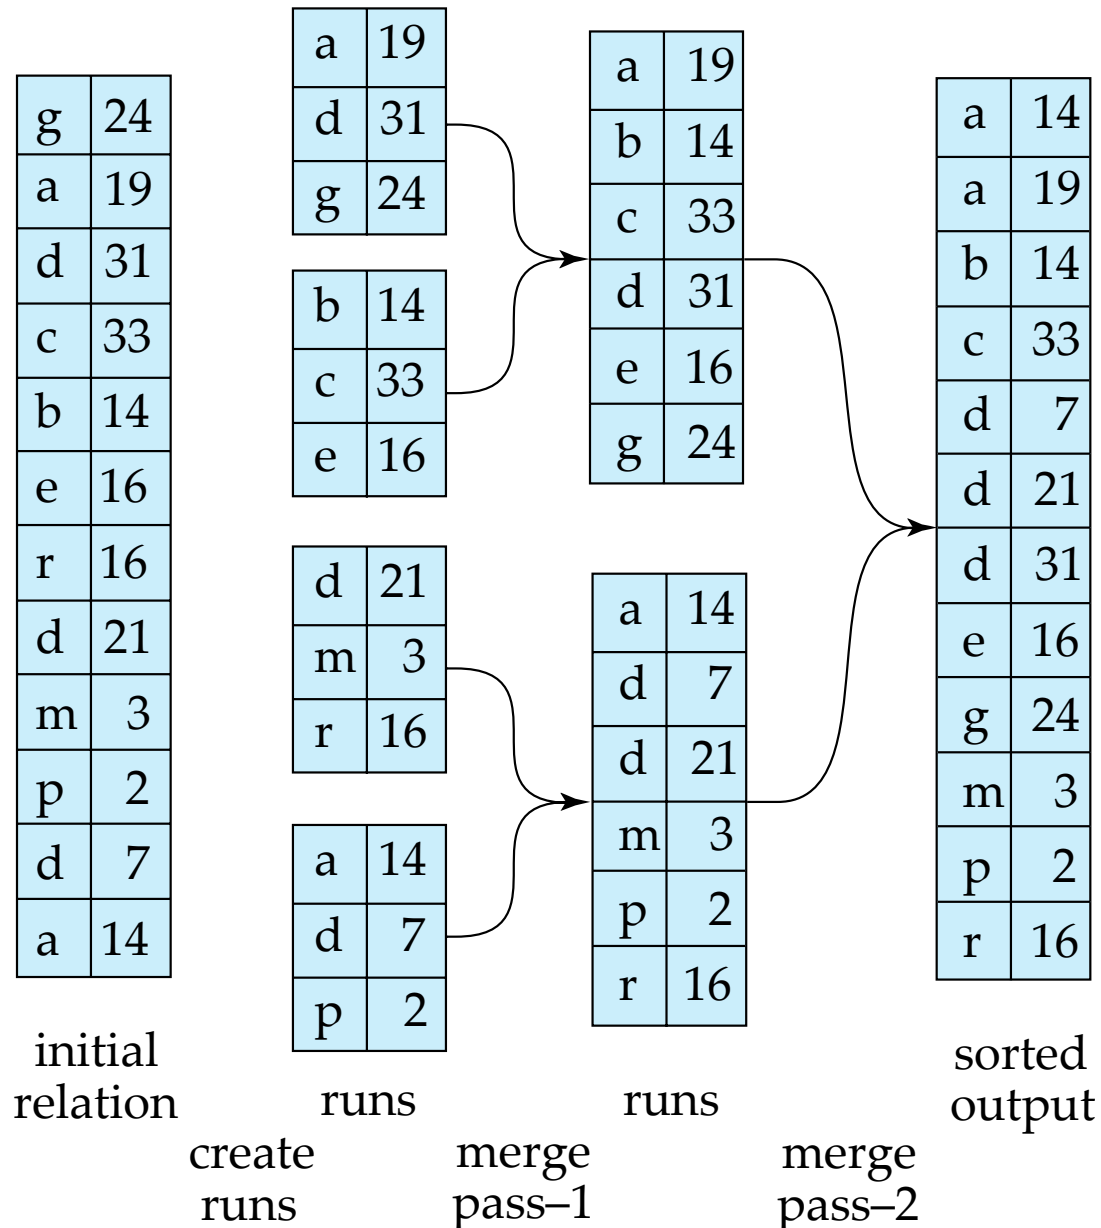 g 24
a 19
d 31
c 33
b 14
e 16
r 16
d 21
m 3
p 2
d 7
a 14
initial
relation
a 19
d 31
g 24
b 14
c 33
e 16
d 21
m 3
r 16
a 14
d 7
p 2
runs
a 19
b 14
c 33
d 31
e 16
g 24
a 14
d 7
d 21
m 3
p 2
r 16
runs
a 14
a 19
b 14
c 33
d 7
d 21
d 31
e 16
g 24
m 3
p 2
r 16
sorted
output
create
runs
merge
pass–1
merge
pass–2